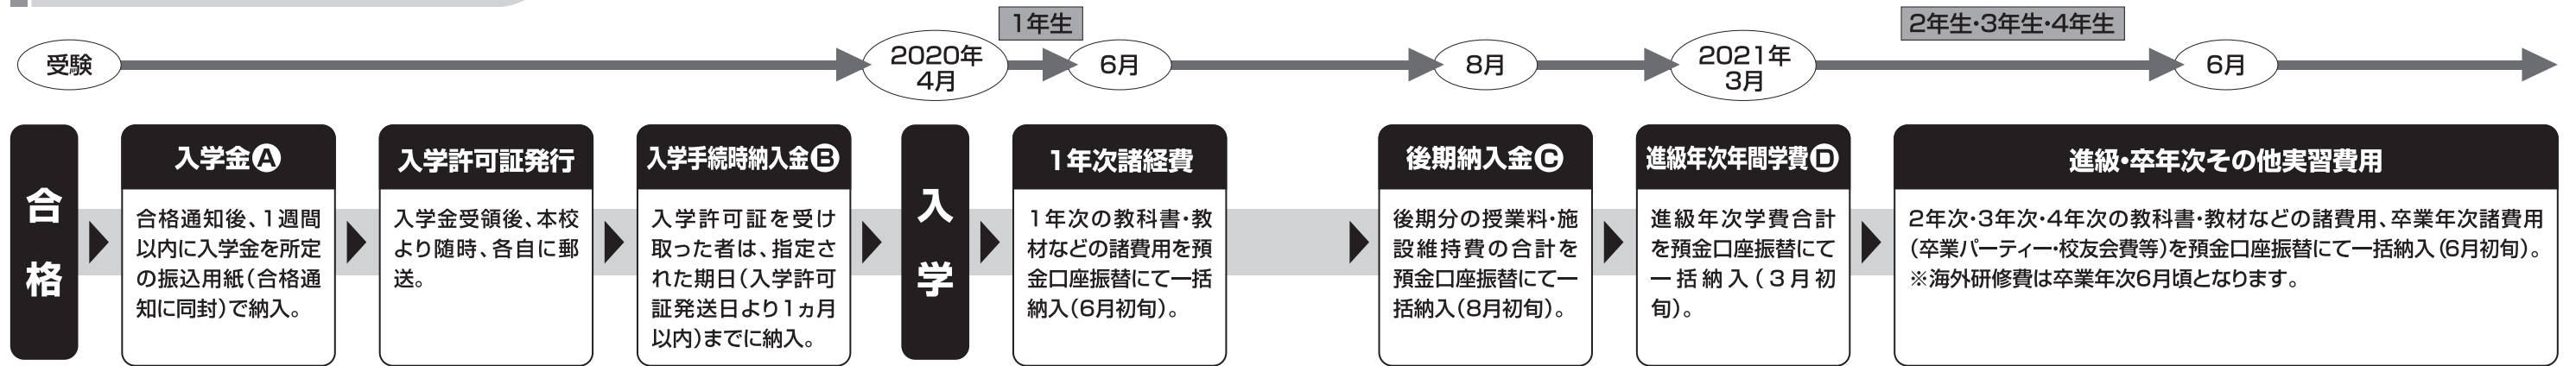 1年生
2年生・3年生・4年生
受験
2020年
4月
6月
8月
2021年
3月
6月
合格
入学金Ⓐ
合格通知後、1週間
以内に入学金を所定
の振込用紙（合格通
知に同封）で納入。
入学許可証発行
入学金受領後、本校
より随時、各自に郵
送。
入学手続時納入金Ⓑ
入学許可証を受け
取った者は、指定さ
れた期日（入学許可
証発送日より1ヵ月
以内）までに納入。
入学
1年次諸経費
1年次の教科書・教
材などの諸費用を預
金口座振替にて一括
納入（6月初旬）。
後期納入金Ⓒ
後期分の授業料・施
設維持費の合計を
預金口座振替にて一
括納入（8月初旬）。
進級年次年間学費Ⓓ
進級年次学費合計
を預金口座振替にて
一括納入（3月初
旬）。
進級・卒年次その他実習費用
2年次・3年次・4年次の教科書・教材などの諸費用、卒業年次諸費用
（卒業パーティー・校友会費等）を預金口座振替にて一括納入（6月初旬）。
※海外研修費は卒業年次6月頃となります。